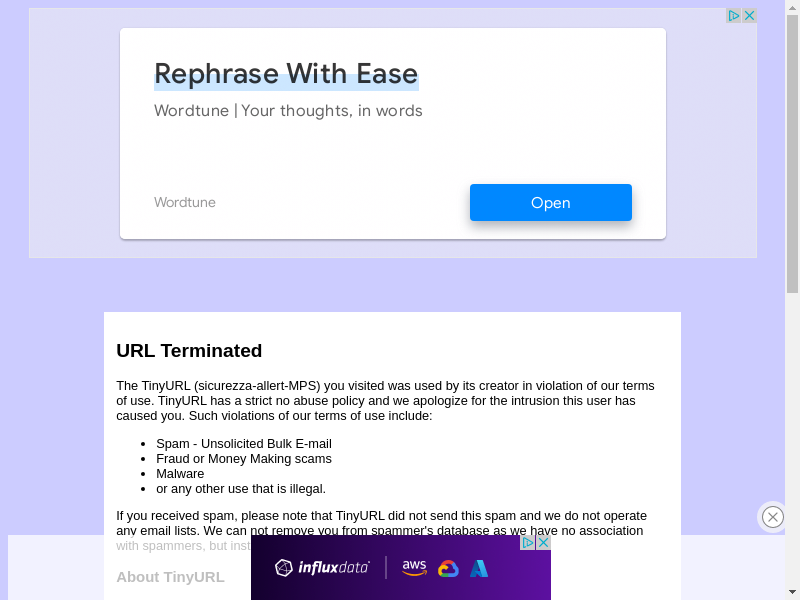 Rephrase With Ease
Wordtune | Your thoughts, in words
Wordtune
Open
URL Terminated
The TinyURL (sicurezza-allert-MPS) you visited was used by its creator in violation of our terms
of use. TinyURL has a strict no abuse policy and we apologize for the intrusion this user has
caused you. Such violations of our terms of use include:
• Spam - Unsolicited Bulk E-mail
• Fraud or Money Making scams
• Malware
• or any other use that is illegal.
If you received spam, please note that TinyURL did not send this spam and we do not operate
any email lists. We can not remove you from spammer's database as we have no association
with spammers, but inst
About TinyURL
influxdata
aws